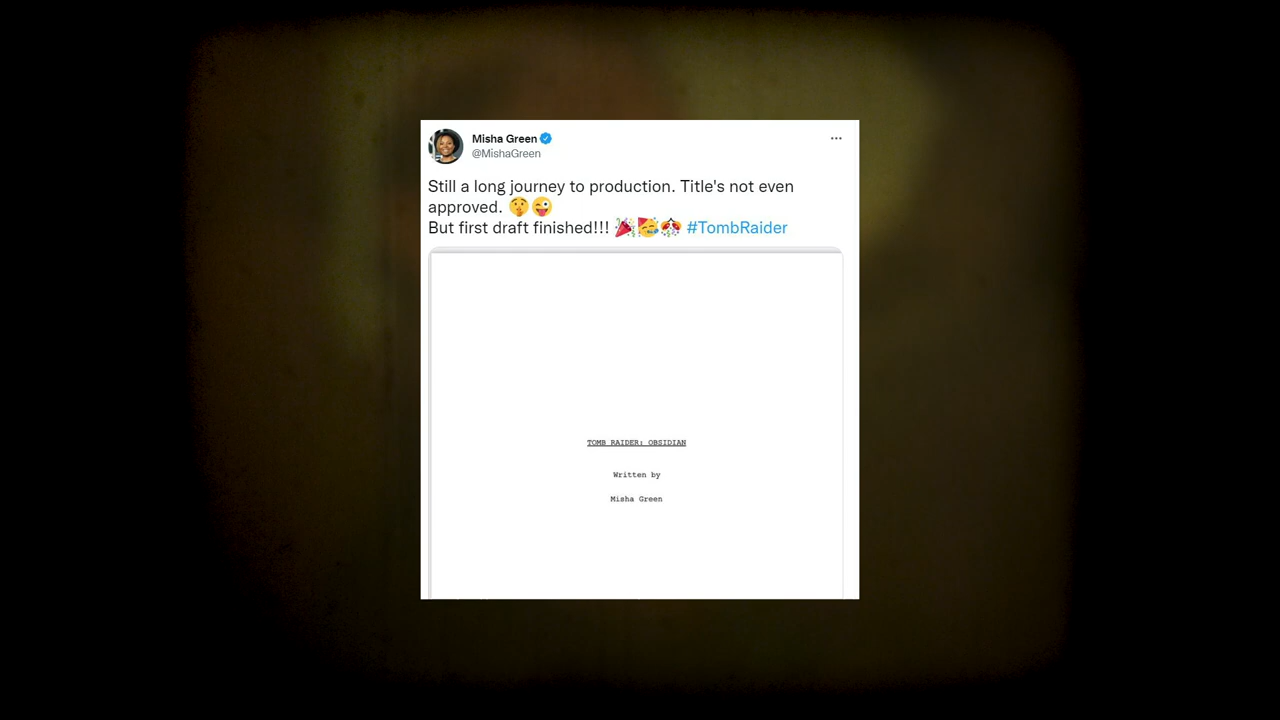 Misha Green
@MishaGreen
Still a long journey to production. Title's not even
approved. 🤫😜
But first draft finished!!! 🎉🥳🎊 #TombRaider
TOMB RAIDER: OBSIDIAN
Written by
Misha Green